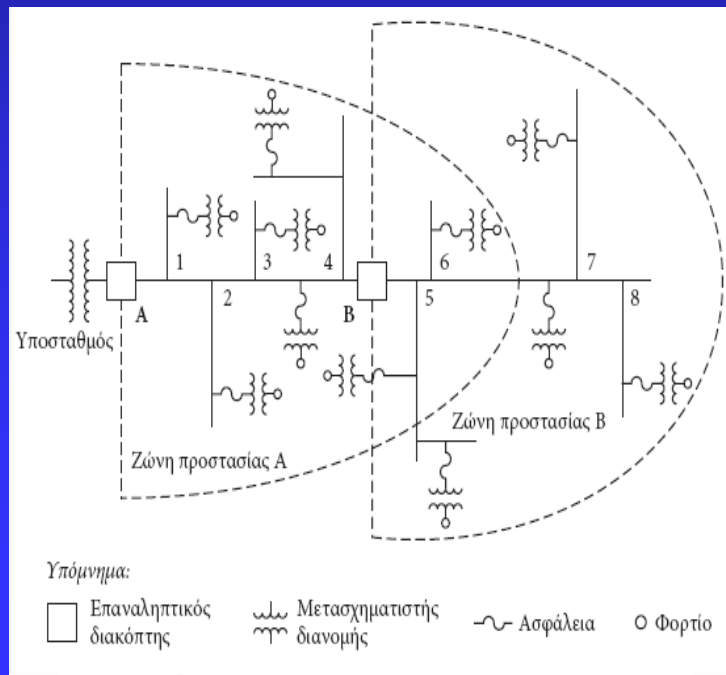 1
3
4
6
7
A
2
B
5
8
Υποσταθμός
Ζώνη προστασίας Α
Ζώνη προστασίας Β
Υπόμνημα:
Επαναληπτικός
διακόπτης
Μετασχηματιστής
διανομής
Ασφάλεια
Φορτίο